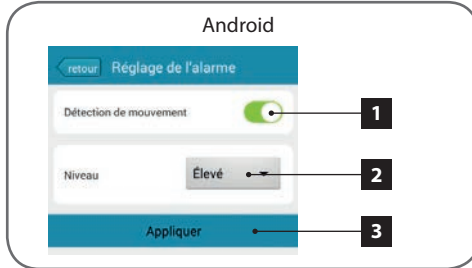 Android
retour Réglage de l'alarme
Détection de mouvement 1
Niveau Élevé 2
Appliquer 3